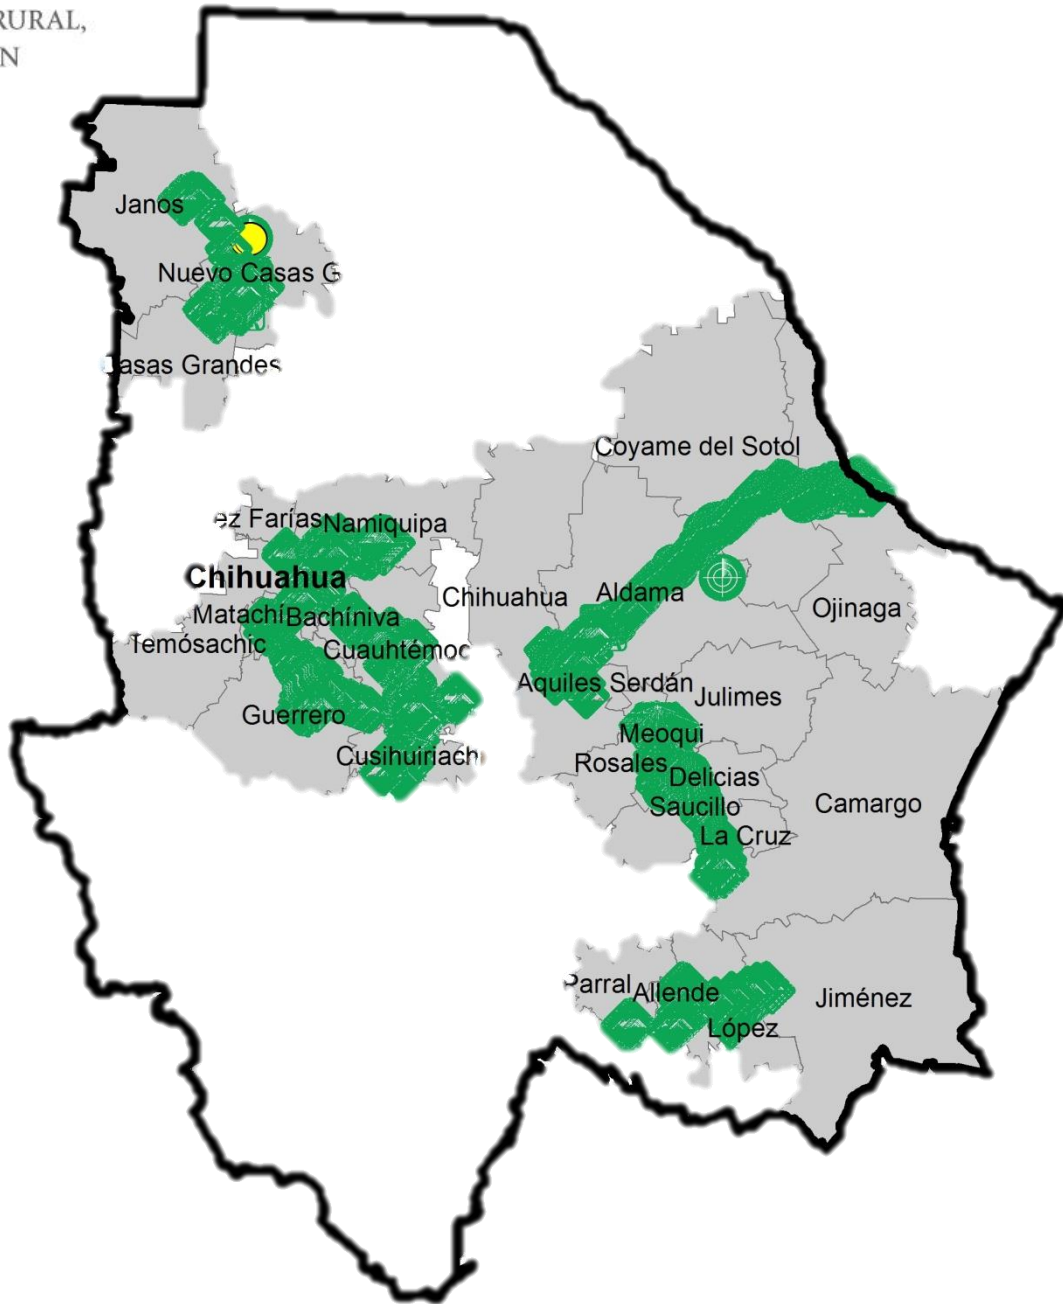 RURAL,
N
Janos
Nuevo Casas G
asas Grandes
Coyame del Sotol
ez Farías
Namiquipa
Chihuahua
Chihuahua
Aldama
Ojinaga
Matachí
Bachíniva
Temósachic
Cuauhtémoc
Aquiles Serdán
Julimes
Guerrero
Meoqui
Cusihuiriach
Rosales
Delicias
Saucillo
Camargo
La Cruz
Parral
Allende
Jiménez
López